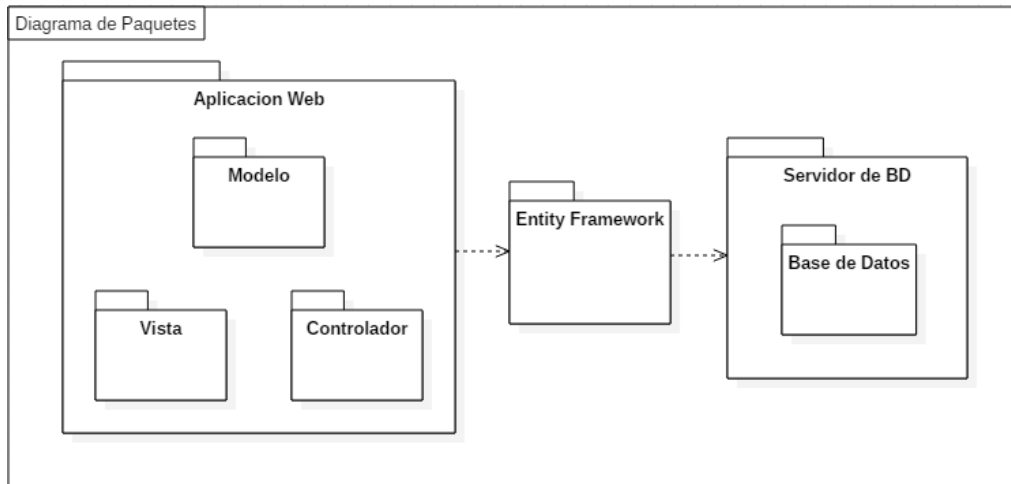 Diagrama de Paquetes
Aplicacion Web
Modelo
Vista
Controlador
Entity Framework
Servidor de BD
Base de Datos